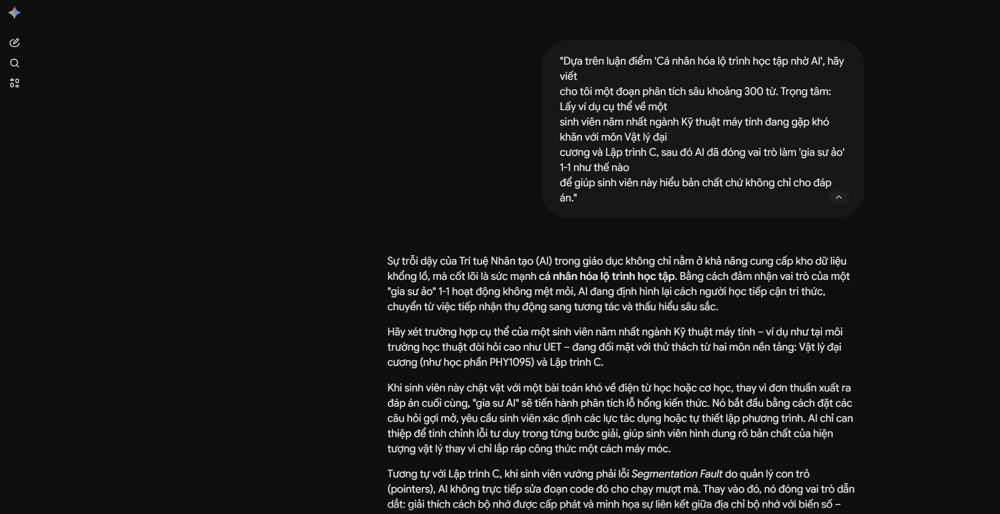 "Dựa trên luận điểm 'Cá nhân hóa lộ trình học tập nhờ AI', hãy
viết
cho tôi một đoạn phân tích sâu khoảng 300 từ. Trọng tâm:
Lấy ví dụ cụ thể về một
sinh viên năm nhất ngành Kỹ thuật máy tính đang gặp khó
khăn với môn Vật lý đại
cương và Lập trình C, sau đó AI đã đóng vai trò làm 'gia sư ảo'
1-1 như thế nào
để giúp sinh viên này hiểu bản chất chứ không chỉ cho đáp
án."
Sự trỗi dậy của Trí tuệ Nhân tạo (AI) trong giáo dục không chỉ nằm ở khả năng cung cấp kho dữ liệu
khổng lồ, mà cốt lõi là sức mạnh cá nhân hóa lộ trình học tập. Bằng cách đảm nhận vai trò của một
"gia sư ảo" 1-1 hoạt động không mệt mỏi, AI đang định hình lại cách người học tiếp cận tri thức,
chuyển từ việc tiếp nhận thụ động sang tương tác và thấu hiểu sâu sắc.
Hãy xét trường hợp cụ thể của một sinh viên năm nhất ngành Kỹ thuật máy tính – ví dụ như tại môi
trường học thuật đòi hỏi cao như UET – đang đối mặt với thử thách từ hai môn nền tảng: Vật lý đại
cương (như học phần PHY1095) và Lập trình C.
Khi sinh viên này chật vật với một bài toán khó về điện từ học hoặc cơ học, thay vì đơn thuần xuất ra
đáp án cuối cùng, "gia sư AI" sẽ tiến hành phân tích lỗ hổng kiến thức. Nó bắt đầu bằng cách đặt các
câu hỏi gợi mở, yêu cầu sinh viên xác định các lực tác dụng hoặc tự thiết lập phương trình. AI chỉ can
thiệp để tinh chỉnh lỗi tư duy trong từng bước giải, giúp sinh viên hình dung rõ bản chất của hiện
tượng vật lý thay vì chỉ lắp ráp công thức một cách máy móc.
Tương tự với Lập trình C, khi sinh viên vướng phải lỗi Segmentation Fault do quản lý con trỏ
(pointers), AI không trực tiếp sửa đoạn code đó cho chạy mượt mà. Thay vào đó, nó đóng vai trò dẫn
dắt: giải thích cách bộ nhớ được cấp phát và minh họa sự liên kết giữa địa chỉ bộ nhớ với biến số –